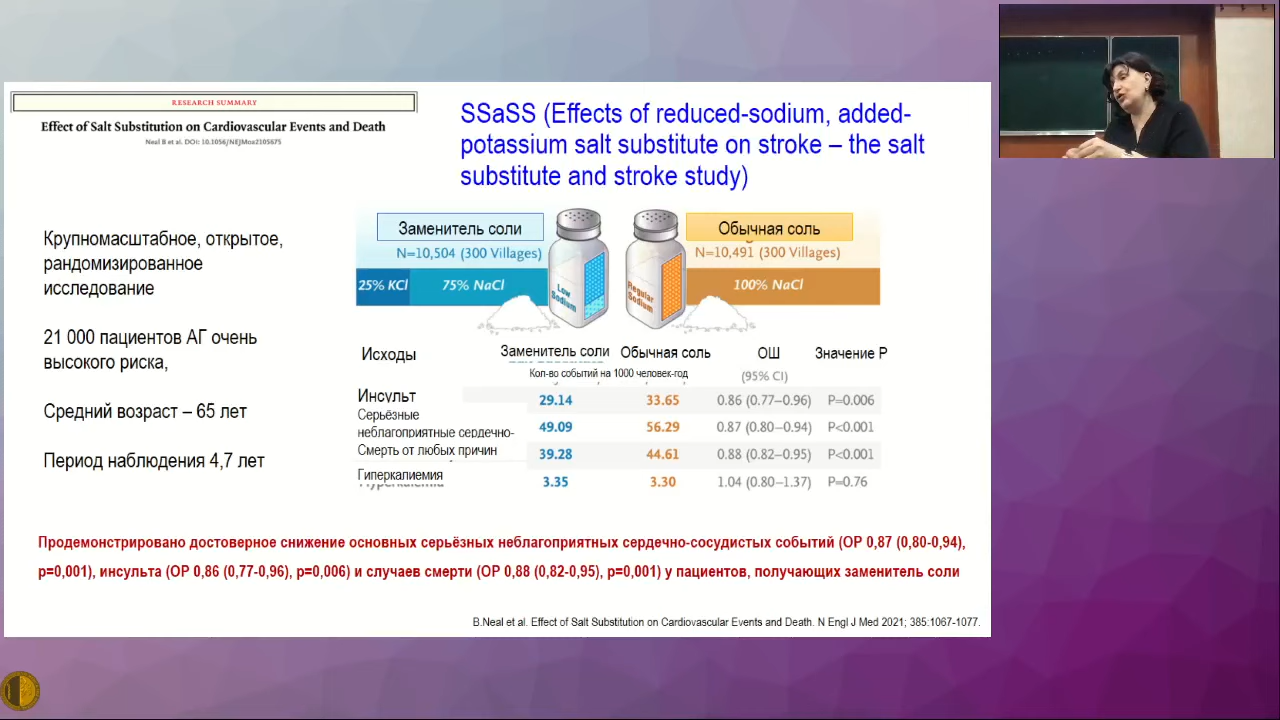 RESEARCH SUMMARY
Effect of Salt Substitution on Cardiovascular Events and Death
Neal B et al. DOI: 10.1056/NEJMoa2105675
SSaSS (Effects of reduced-sodium, added-
potassium salt substitute on stroke – the salt
substitute and stroke study)
Крупномасштабное, открытое,
рандомизированное
исследование
21 000 пациентов АГ очень
высокого риска,
Средний возраст – 65 лет
Период наблюдения 4,7 лет
Заменитель соли
N=10,504 (300 Villages)
25% KCl 75% NaCl
Low
Sodium
Обычная соль
N=10,491 (300 Villages)
100% NaCl
Regular
Sodium
Исходы Заменитель соли Обычная соль ОШ Значение Р
Кол-во событий на 1000 человек-год (95% CI)
Инсульт 29.14 33.65 0.86 (0.77–0.96) P=0.006
Серьёзные
неблагоприятные сердечно- 49.09 56.29 0.87 (0.80–0.94) P<0.001
Смерть от любых причин 39.28 44.61 0.88 (0.82–0.95) P<0.001
Гиперкалиемия 3.35 3.30 1.04 (0.80–1.37) P=0.76
Продемонстрировано достоверное снижение основных серьёзных неблагоприятных сердечно-сосудистых событий (ОР 0,87 (0,80-0,94),
р=0,001), инсульта (ОР 0,86 (0,77-0,96), р=0,006) и случаев смерти (ОР 0,88 (0,82-0,95), р=0,001) у пациентов, получающих заменитель соли
B.Neal et al. Effect of Salt Substitution on Cardiovascular Events and Death. N Engl J Med 2021; 385:1067-1077.